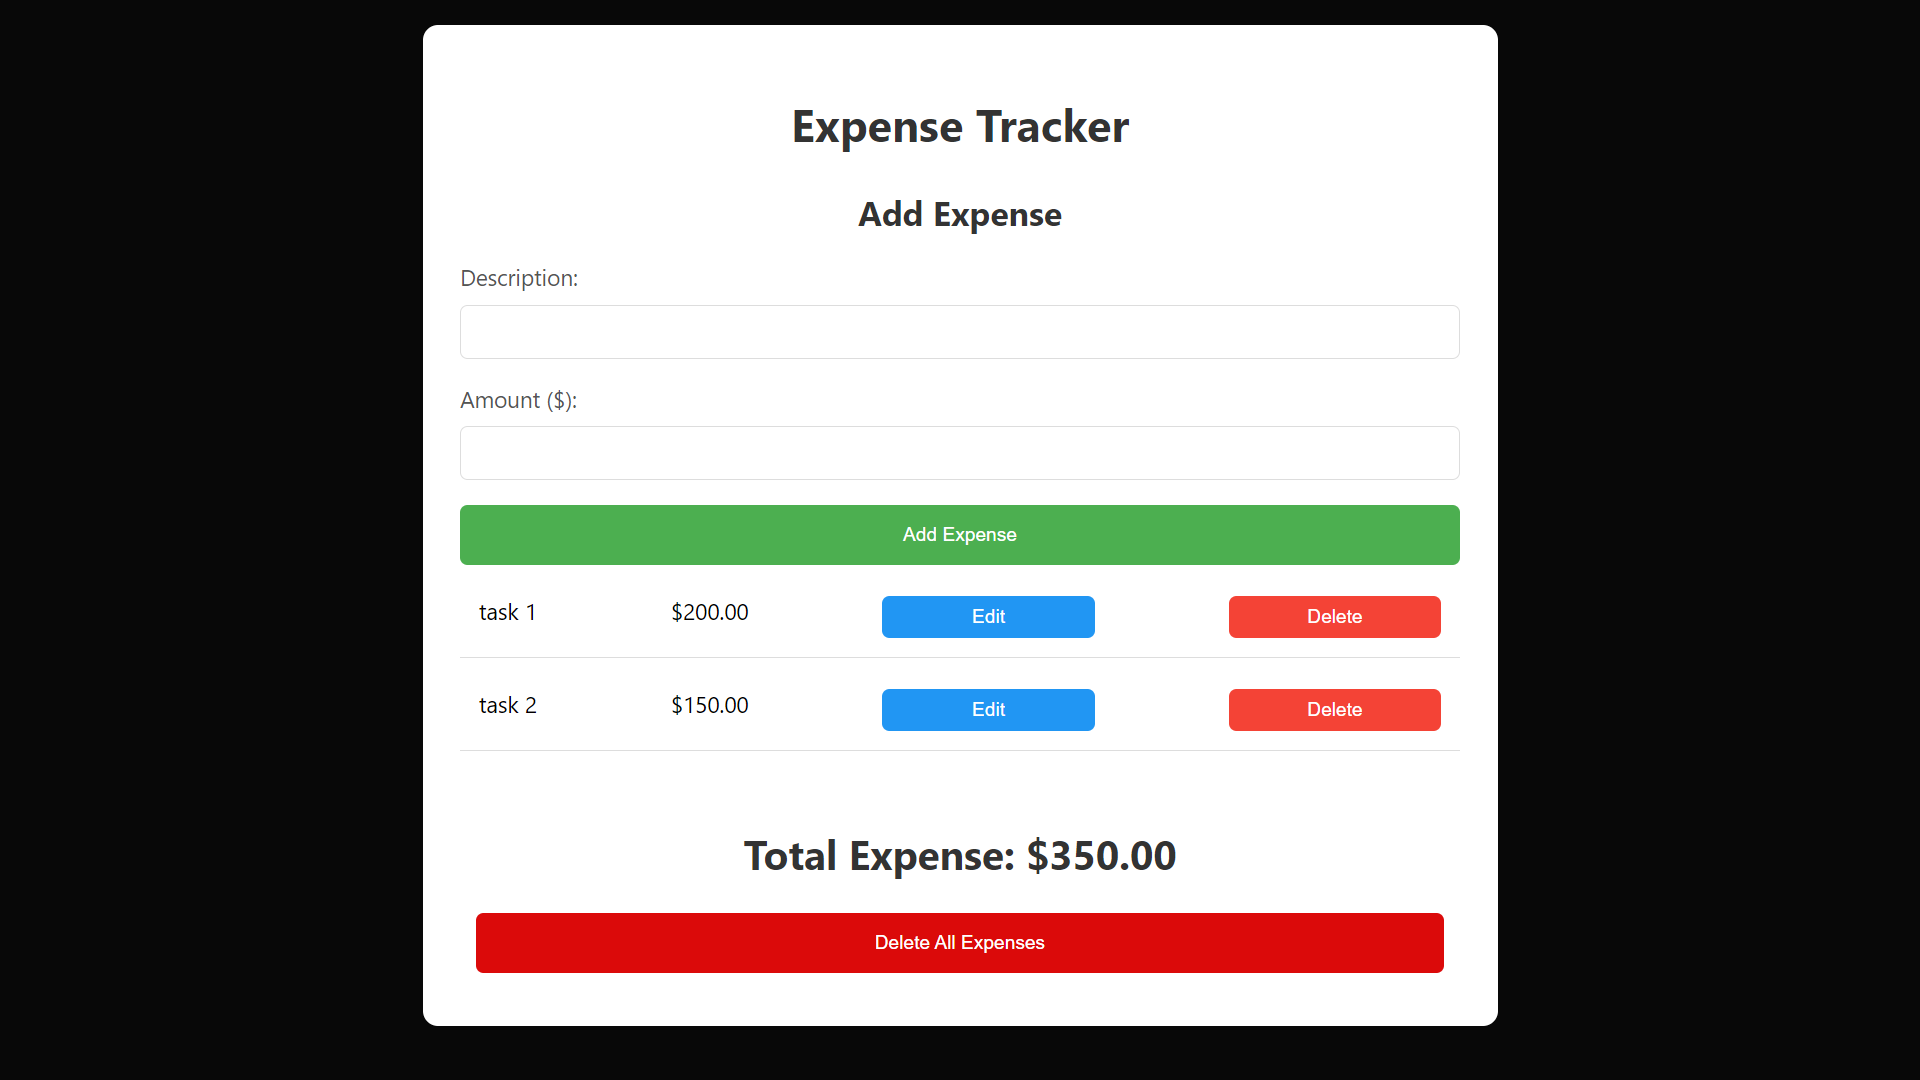 Expense Tracker
Add Expense
Description:
Amount ($):
Add Expense
task 1 $200.00 Edit Delete
task 2 $150.00 Edit Delete
Total Expense: $350.00
Delete All Expenses